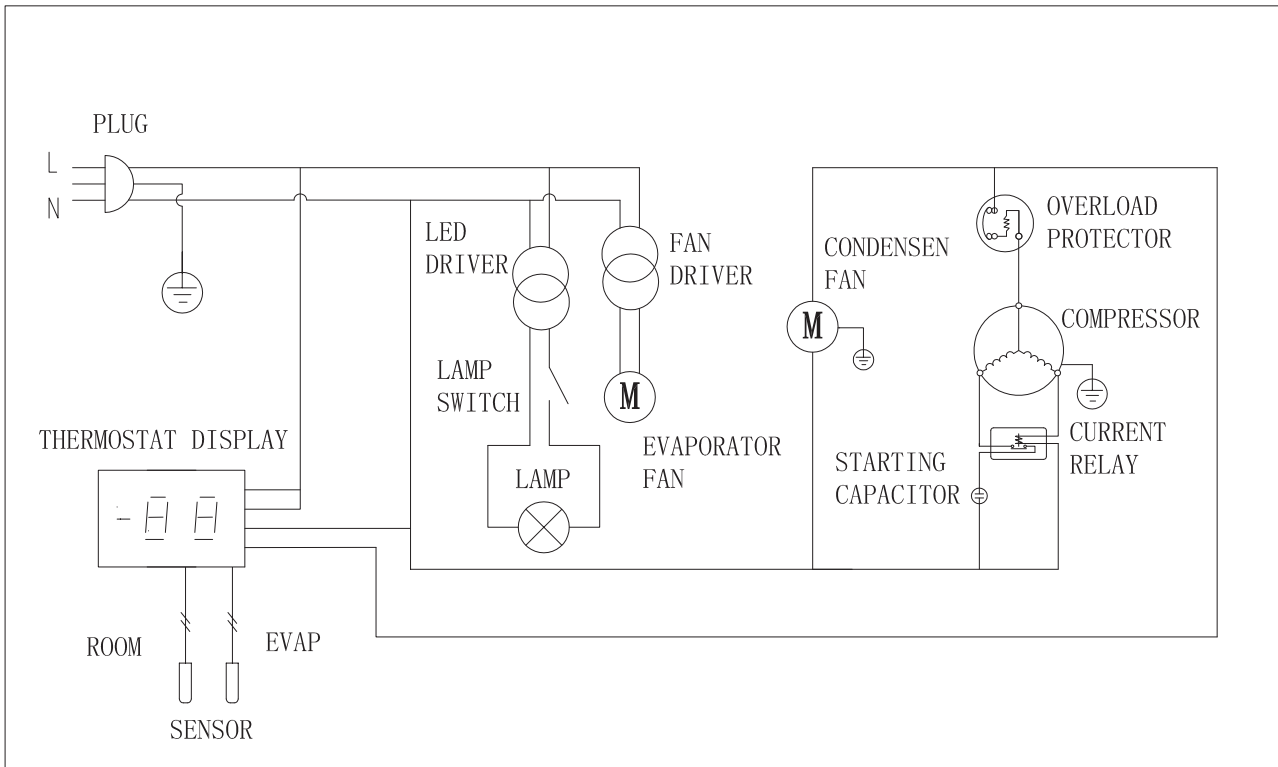 PLUG
L
N
LED
DRIVER
FAN
DRIVER
CONDENSEN
FAN
M
OVERLOAD
PROTECTOR
COMPRESSOR
LAMP
SWITCH
M
EVAPORATOR
FAN
THERMOSTAT DISPLAY
-88
LAMP
STARTING
CAPACITOR
CURRENT
RELAY
ROOM
EVAP
SENSOR